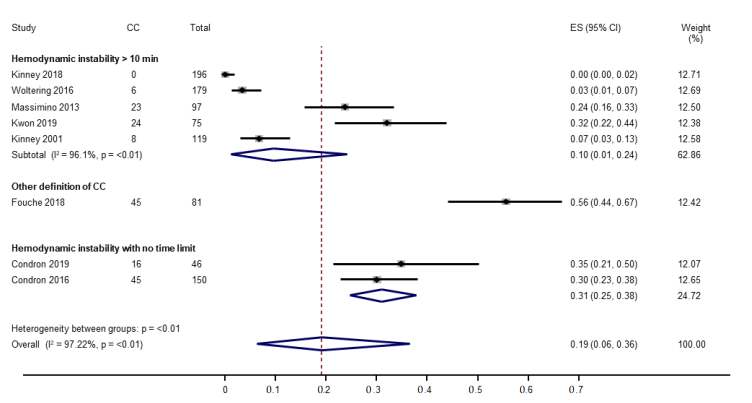 Study CC Total ES (95% CI) Weight (%)
Hemodynamic instability > 10 min
Kinney 2018 0 196 0.00 (0.00, 0.02) 12.71
Woltering 2016 6 179 0.03 (0.01, 0.07) 12.69
Massimino 2013 23 97 0.24 (0.16, 0.33) 12.50
Kwon 2019 24 75 0.32 (0.22, 0.44) 12.38
Kinney 2001 8 119 0.07 (0.03, 0.13) 12.58
Subtotal (I² = 96.1%, p = <0.01) 0.10 (0.01, 0.24) 62.86
Other definition of CC
Fouche 2018 45 81 0.56 (0.44, 0.67) 12.42
Hemodynamic instability with no time limit
Condron 2019 16 46 0.35 (0.21, 0.50) 12.07
Condron 2016 45 150 0.30 (0.23, 0.38) 12.65
0.31 (0.25, 0.38) 24.72
Heterogeneity between groups: p = <0.01
Overall (I² = 97.22%, p = <0.01) 0.19 (0.06, 0.36) 100.00
0 0.1 0.2 0.3 0.4 0.5 0.6 0.7